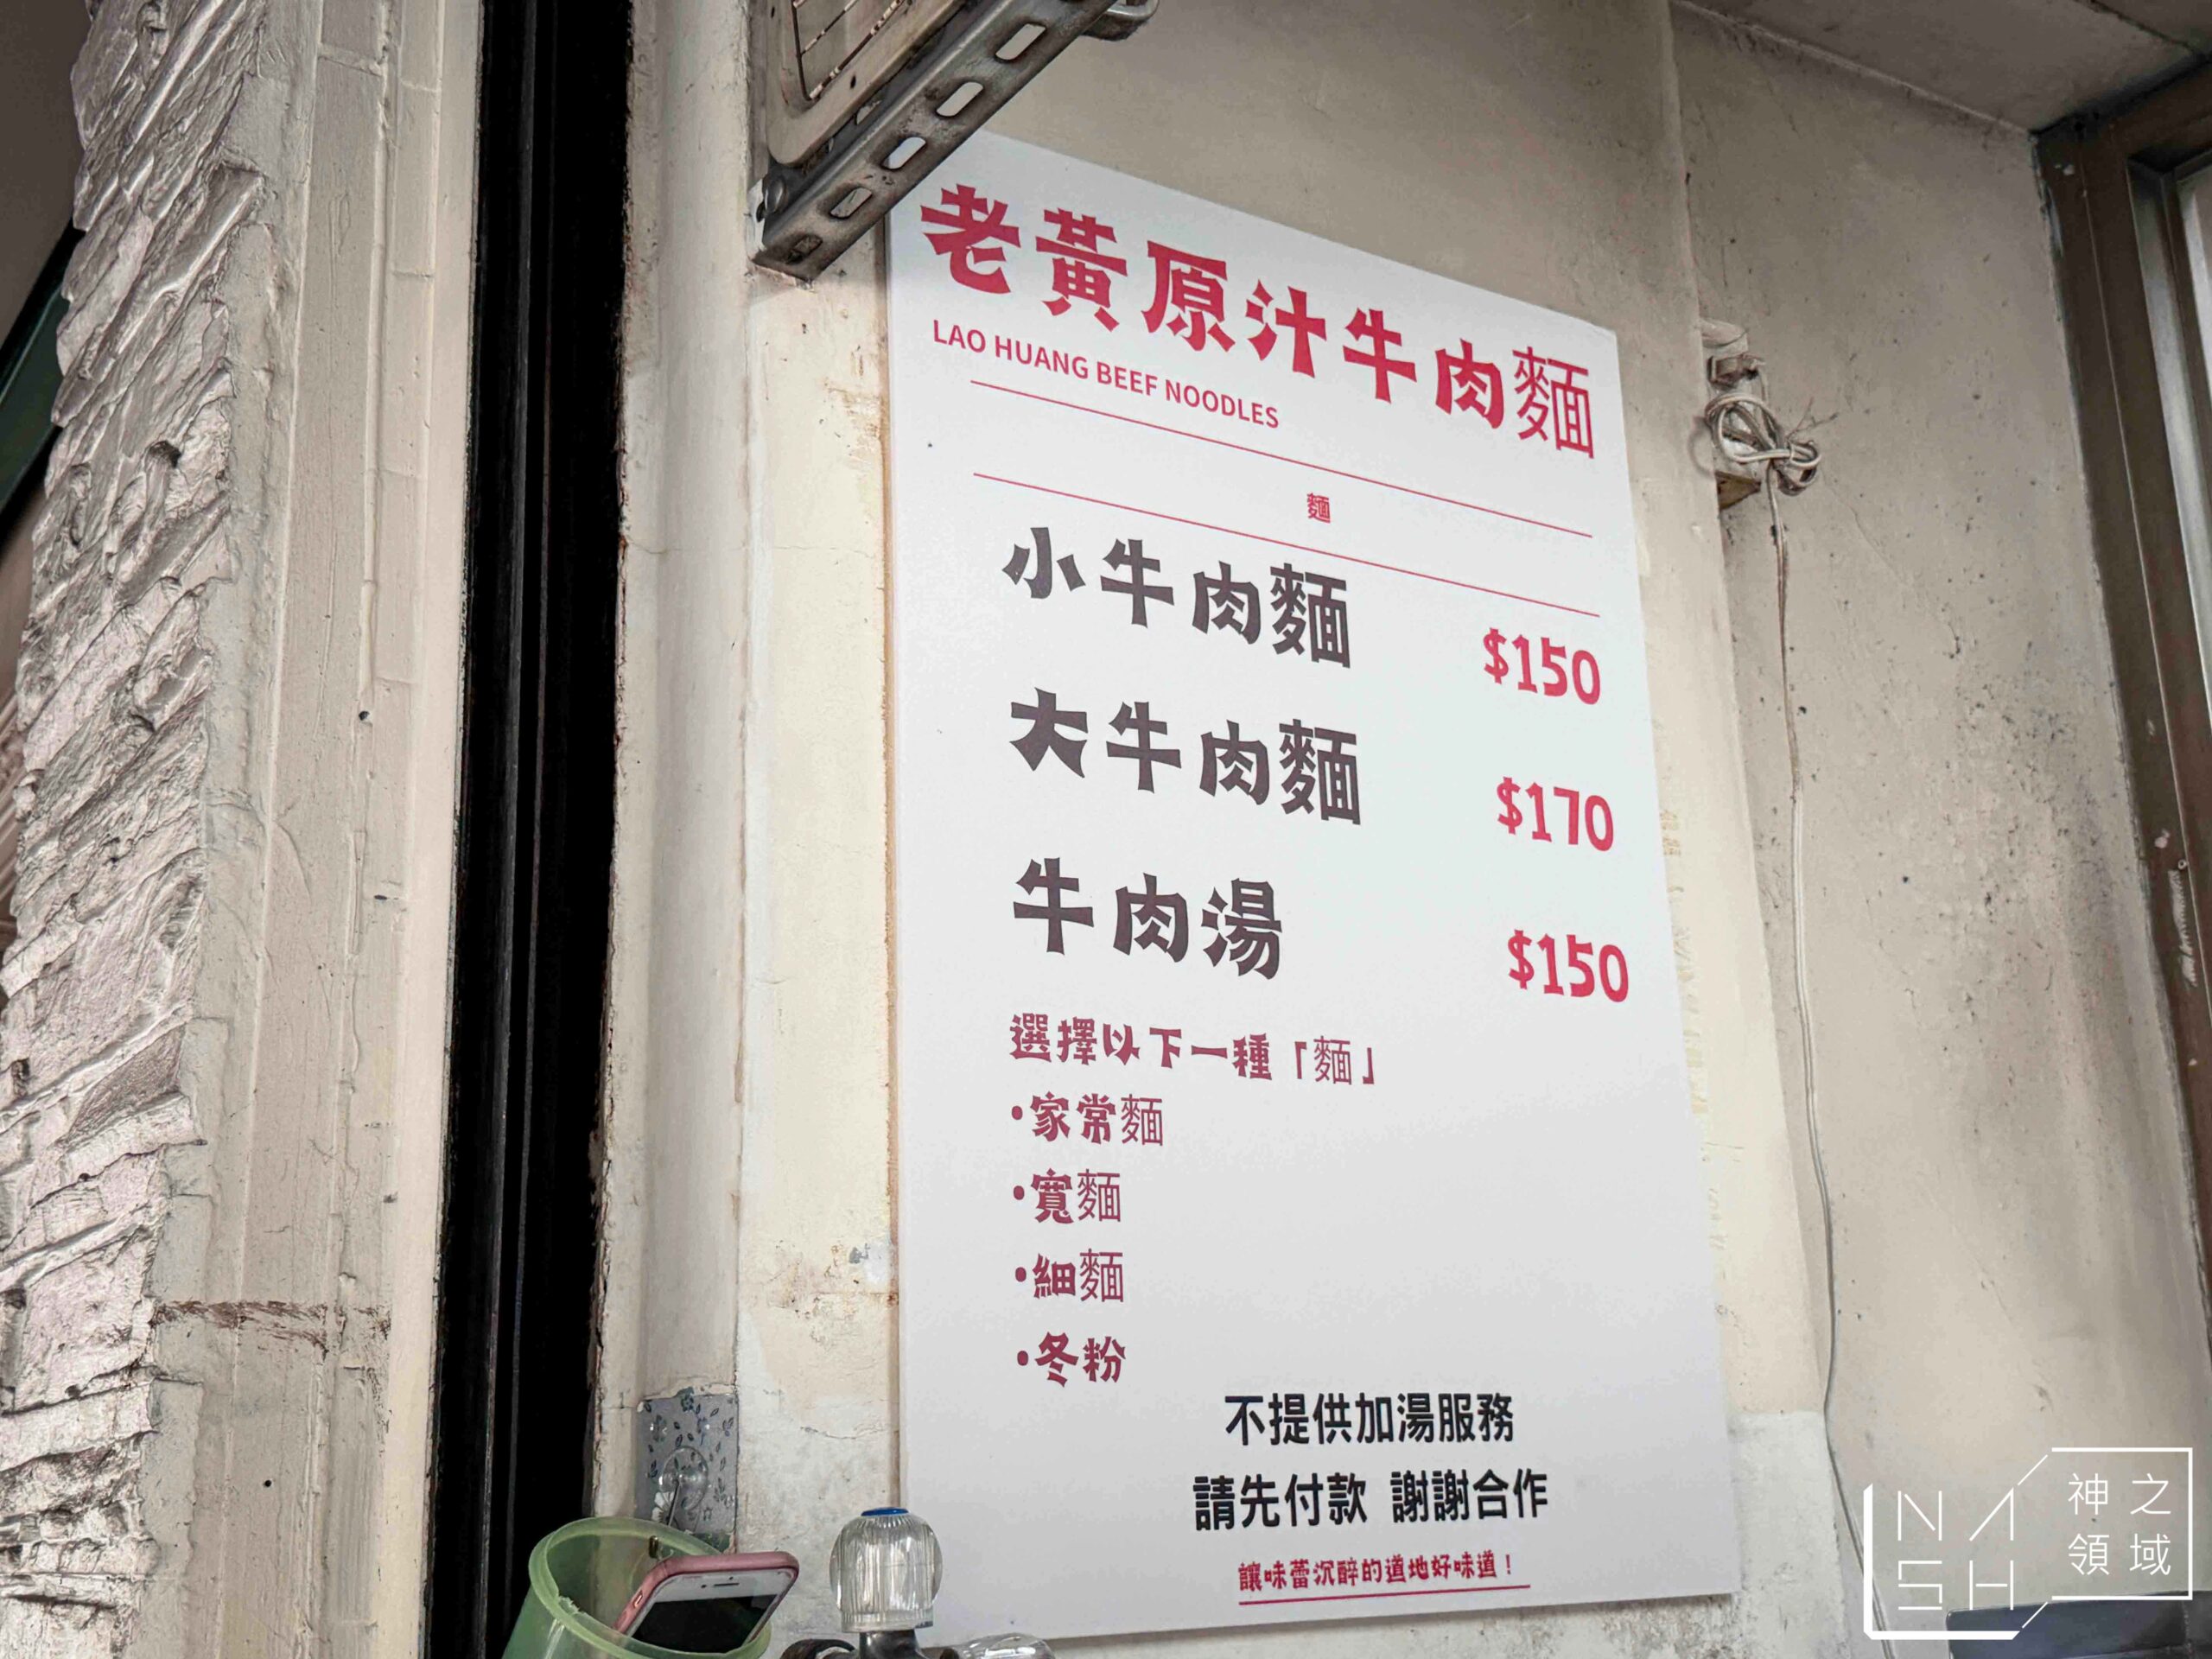 老黃原汁牛肉麵
LAO HUANG BEEF NOODLES
麵
小牛肉麵 $150
大牛肉麵 $170
牛肉湯 $150
選擇以下一種「麵」
•家常麵
•寬麵
•細麵
•冬粉
不提供加湯服務
請先付款 謝謝合作
讓味蕾沉醉的道地好味道！
NASH
神之領域